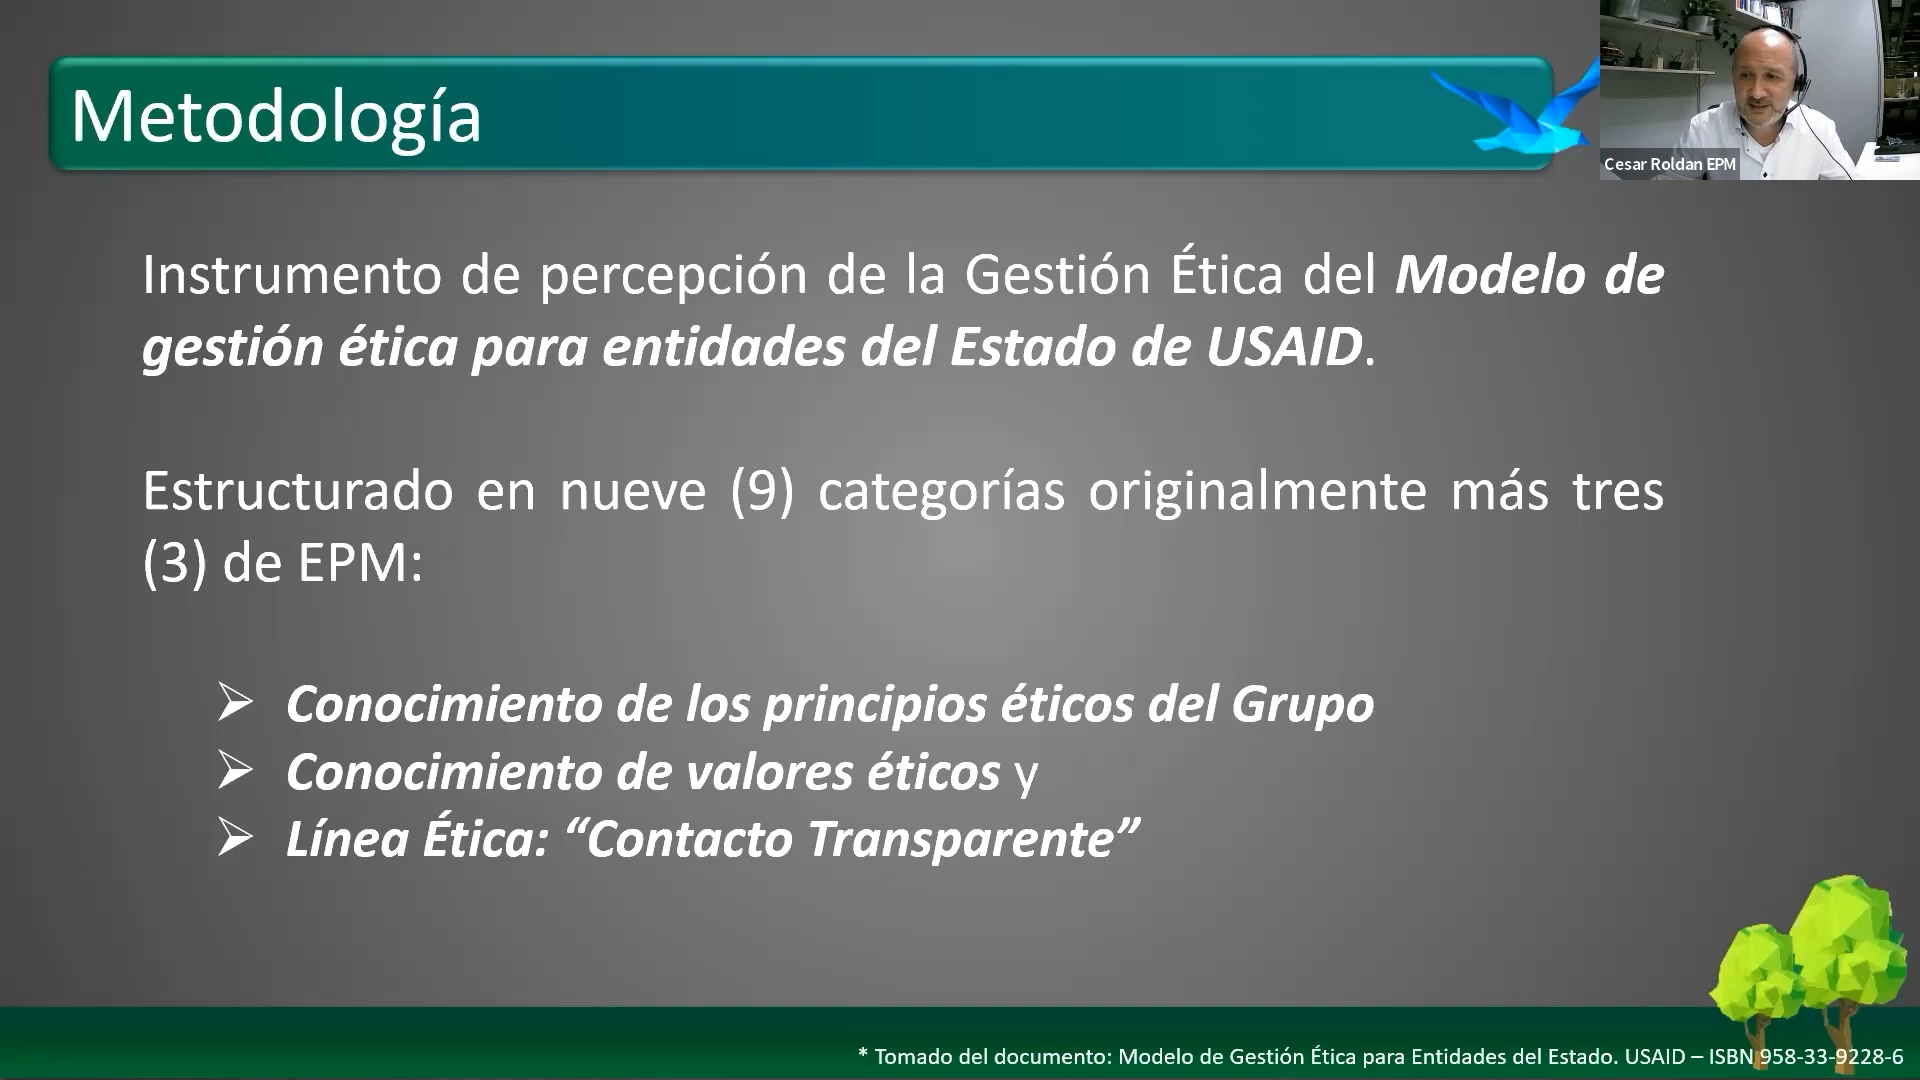 Metodología
Cesar Roldan EPM
Instrumento de percepción de la Gestión Ética del Modelo de
gestión ética para entidades del Estado de USAID.
Estructurado en nueve (9) categorías originalmente más tres
(3) de EPM:
➢ Conocimiento de los principios éticos del Grupo
➢ Conocimiento de valores éticos y
➢ Línea Ética: “Contacto Transparente”
* Tomado del documento: Modelo de Gestión Ética para Entidades del Estado. USAID – ISBN 958-33-9228-6